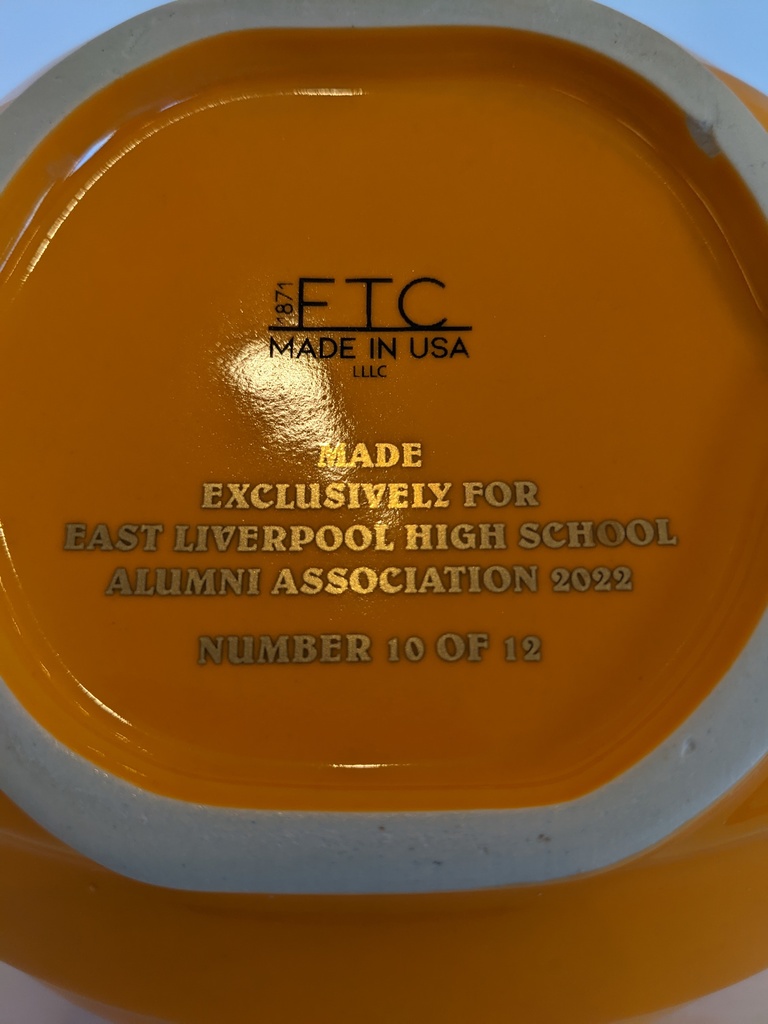 1871 FTC
MADE IN USA
LLLC
MADE
EXCLUSIVELY FOR
EAST LIVERPOOL HIGH SCHOOL
ALUMNI ASSOCIATION 2022
NUMBER 10 OF 12